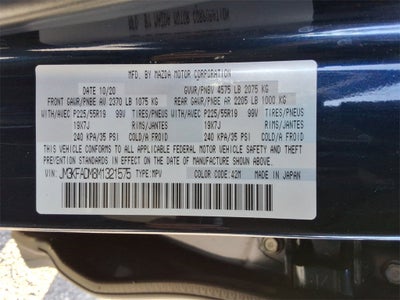 MFD. BY MAZDA MOTOR CORPORATION
DATE 10/20 GVWR/PNBV 4575 LB 2075 KG
FRONT GAWR/PNBE AV 2370 LB 1075 KG REAR GAWR/PNBE AR 2205 LB 1000 KG
WITH/AVEC P225/55R19 99V TIRES/PNEUS WITH/AVEC P225/55R19 99V TIRES/PNEUS
19X7J RIMS/JANTES 19X7J RIMS/JANTES
240 KPA/35 PSI COLD/A FROID 240 KPA/35 PSI COLD/A FROID
THIS VEHICLE CONFORMS TO ALL APPLICABLE FEDERAL MOTOR VEHICLE SAFETY AND
THEFT PREVENTION STANDARDS IN EFFECT ON THE DATE OF MANUFACTURE SHOWN ABOVE.
VIN: JM3KFADM8M1321575 TYPE: MPV COLOR CODE: 42M MADE IN JAPAN